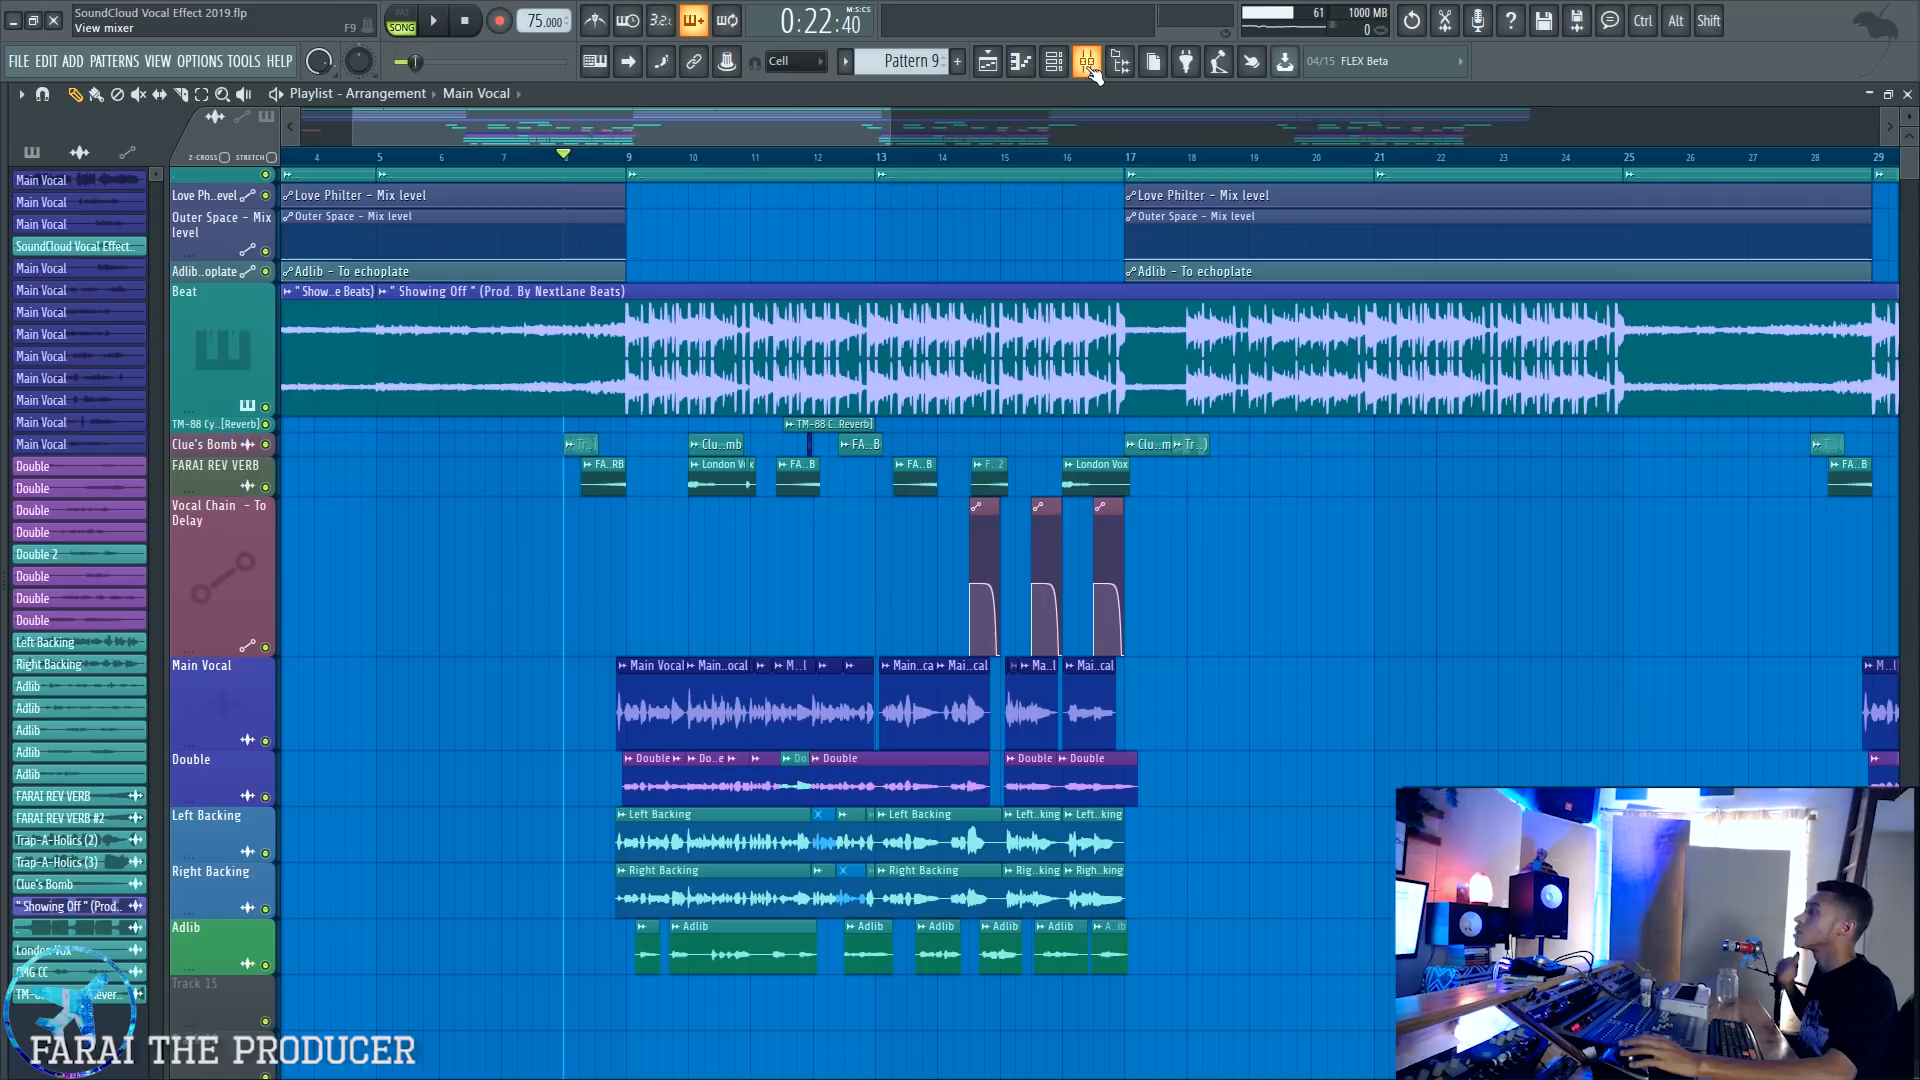 SoundCloud Vocal Effect 2019.flp
View mixer
F9
PAT
SONG
75.000
3.2.
0:22:40
M:S:CS
61
1000 MB
0
Ctrl
Alt
Shift
FILE EDIT ADD PATTERNS VIEW OPTIONS TOOLS HELP
Cell
Pattern 9
04/15 FLEX Beta
Playlist - Arrangement
Main Vocal
Z-CROSS
STRETCH
4
5
6
7
8
9
10
11
12
13
14
15
16
17
18
19
20
21
22
23
24
25
26
27
28
29
Main Vocal
Main Vocal
Main Vocal
SoundCloud Vocal Effect..
Main Vocal
Main Vocal
Main Vocal
Main Vocal
Main Vocal
Main Vocal
Main Vocal
Main Vocal
Main Vocal
Double
Double
Double
Double
Double 2
Double
Double
Double
Left Backing
Right Backing
Adlib
Adlib
Adlib
Adlib
Adlib
FARAI REV VERB
FARAI REV VERB #2
Trap-A-Holics (2)
Trap-A-Holics (3)
Clue's Bomb
" Showing Off " (Prod..
London Vox
Love Ph..evel
Love Philter - Mix level
Love Philter - Mix level
Outer Space - Mix level
Outer Space - Mix level
Outer Space - Mix level
Adlib..oplate
Adlib - To echoplate
Adlib - To echoplate
Beat
" Show..e Beats)
" Showing Off " (Prod. By NextLane Beats)
TM-88 Cy..[Reverb]
TM-88 C..Reverb]
Clue's Bomb
Tr..)
Clu..mb
FA..B
Clu..m
Tr..)
FARAI REV VERB
FA..RB
London Vox
FA..B
FA..B
F..2
London Vox
FA..B
Vocal Chain - To Delay
Main Vocal
Main Vocal
Main..ocal
M..l
Main..ca
Mai..cal
Ma..l
Mai..cal
M..l
Double
Double
Do..e
Do
Double
Double
Double
Left Backing
Left Backing
Left Backing
Left..king
Left..king
Right Backing
Right Backing
Right Backing
Rig..king
Righ..king
Adlib
Adlib
Adlib
Adlib
Adlib
Adlib
A..ib
Track 15
FARAI THE PRODUCER